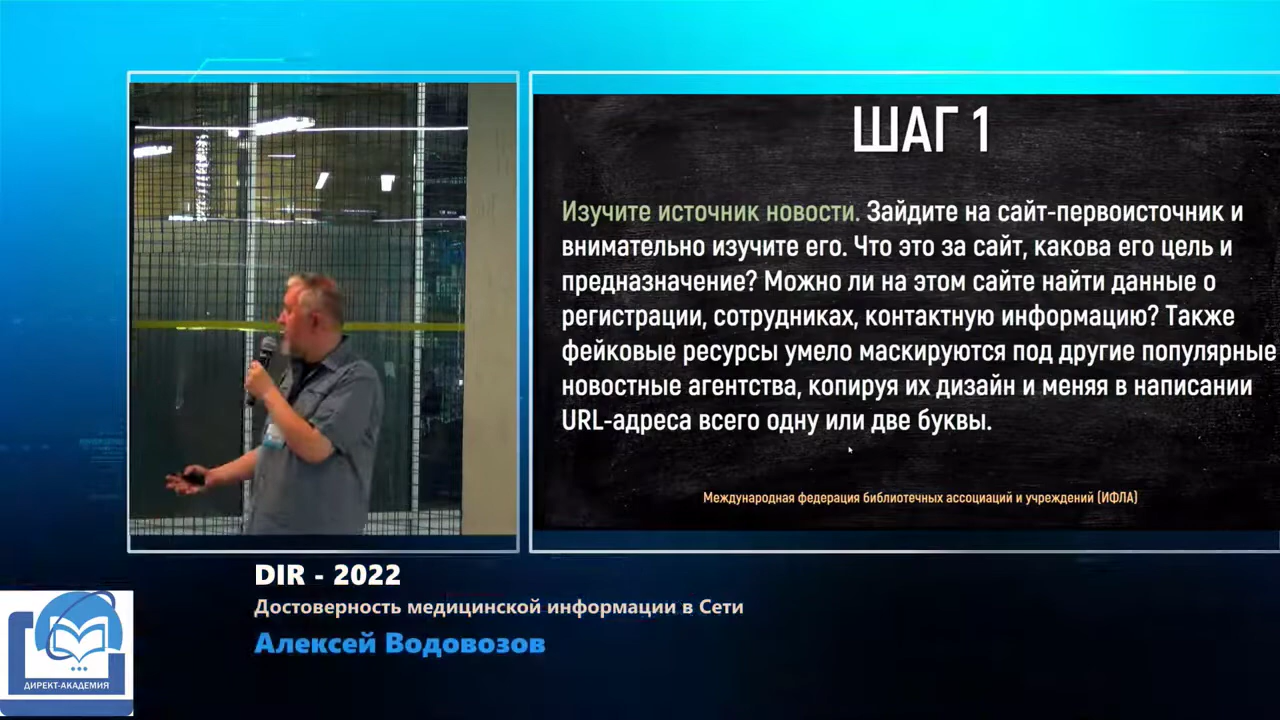 ШАГ 1
Изучите источник новости. Зайдите на сайт-первоисточник и
внимательно изучите его. Что это за сайт, какова его цель и
предназначение? Можно ли на этом сайте найти данные о
регистрации, сотрудниках, контактную информацию? Также
фейковые ресурсы умело маскируются под другие популярные
новостные агентства, копируя их дизайн и меняя в написании
URL-адреса всего одну или две буквы.
Международная федерация библиотечных ассоциаций и учреждений (ИФЛА)
DIR - 2022
Достоверность медицинской информации в Сети
Алексей Водовозов
ДИРЕКТ-АКАДЕМИЯ